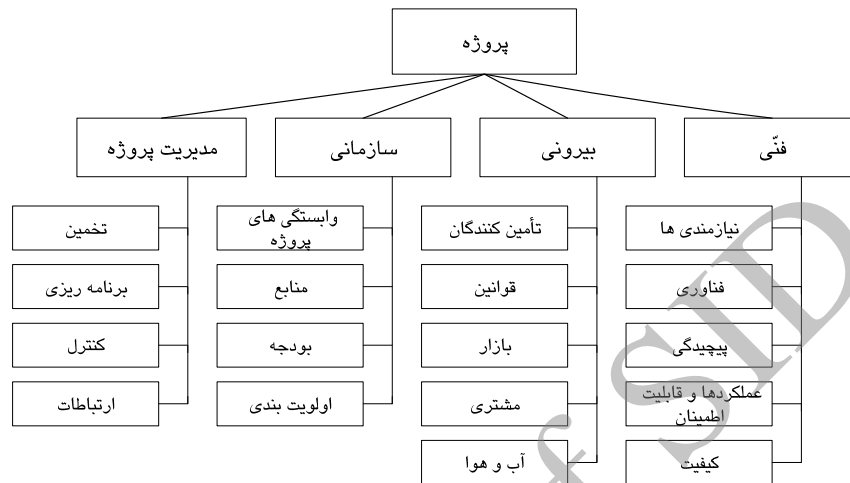 پروژه
فنّی
بیرونی
سازمانی
مدیریت پروژه
نیازمندی ها
فناوری
پیچیدگی
عملکردها و قابلیت
اطمینان
کیفیت
تأمین کنندگان
قوانین
بازار
مشتری
آب و هوا
وابستگی های
پروژه
منابع
بودجه
اولویت بندی
تخمین
برنامه ریزی
کنترل
ارتباطات
f SID